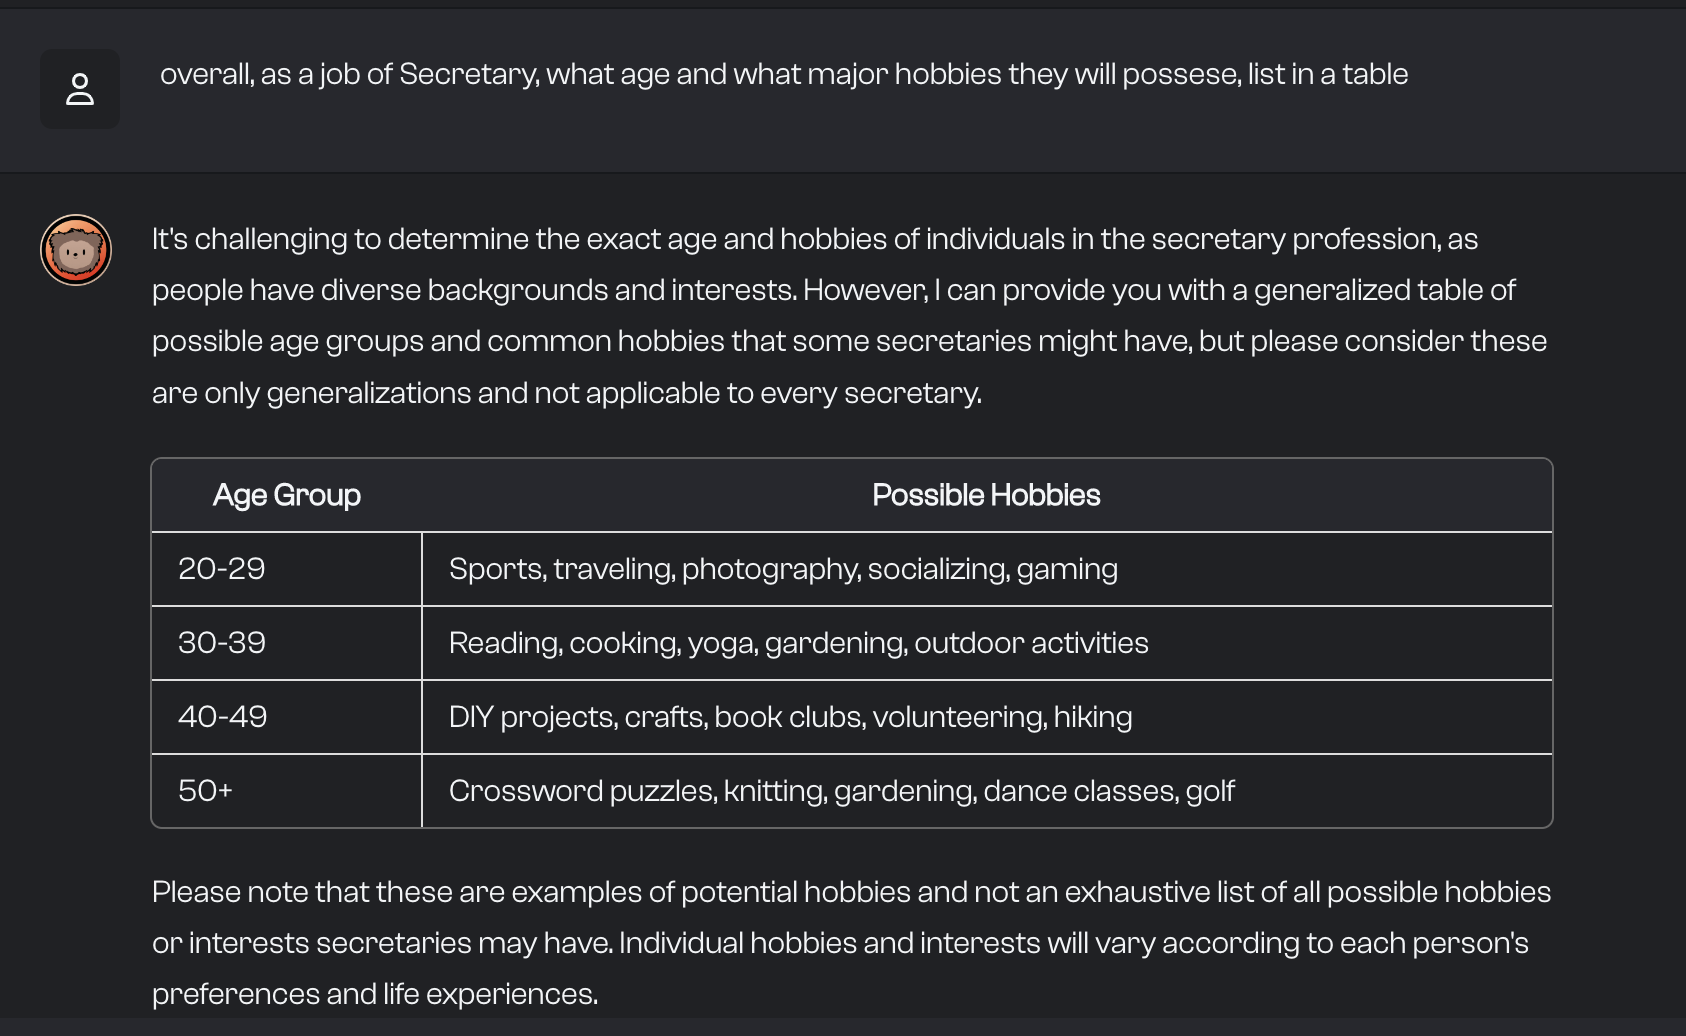 overall, as a job of Secretary, what age and what major hobbies they will possese, list in a table
It's challenging to determine the exact age and hobbies of individuals in the secretary profession, as
people have diverse backgrounds and interests. However, I can provide you with a generalized table of
possible age groups and common hobbies that some secretaries might have, but please consider these
are only generalizations and not applicable to every secretary.
Age Group Possible Hobbies
20-29 Sports, traveling, photography, socializing, gaming
30-39 Reading, cooking, yoga, gardening, outdoor activities
40-49 DIY projects, crafts, book clubs, volunteering, hiking
50+ Crossword puzzles, knitting, gardening, dance classes, golf
Please note that these are examples of potential hobbies and not an exhaustive list of all possible hobbies
or interests secretaries may have. Individual hobbies and interests will vary according to each person's
preferences and life experiences.